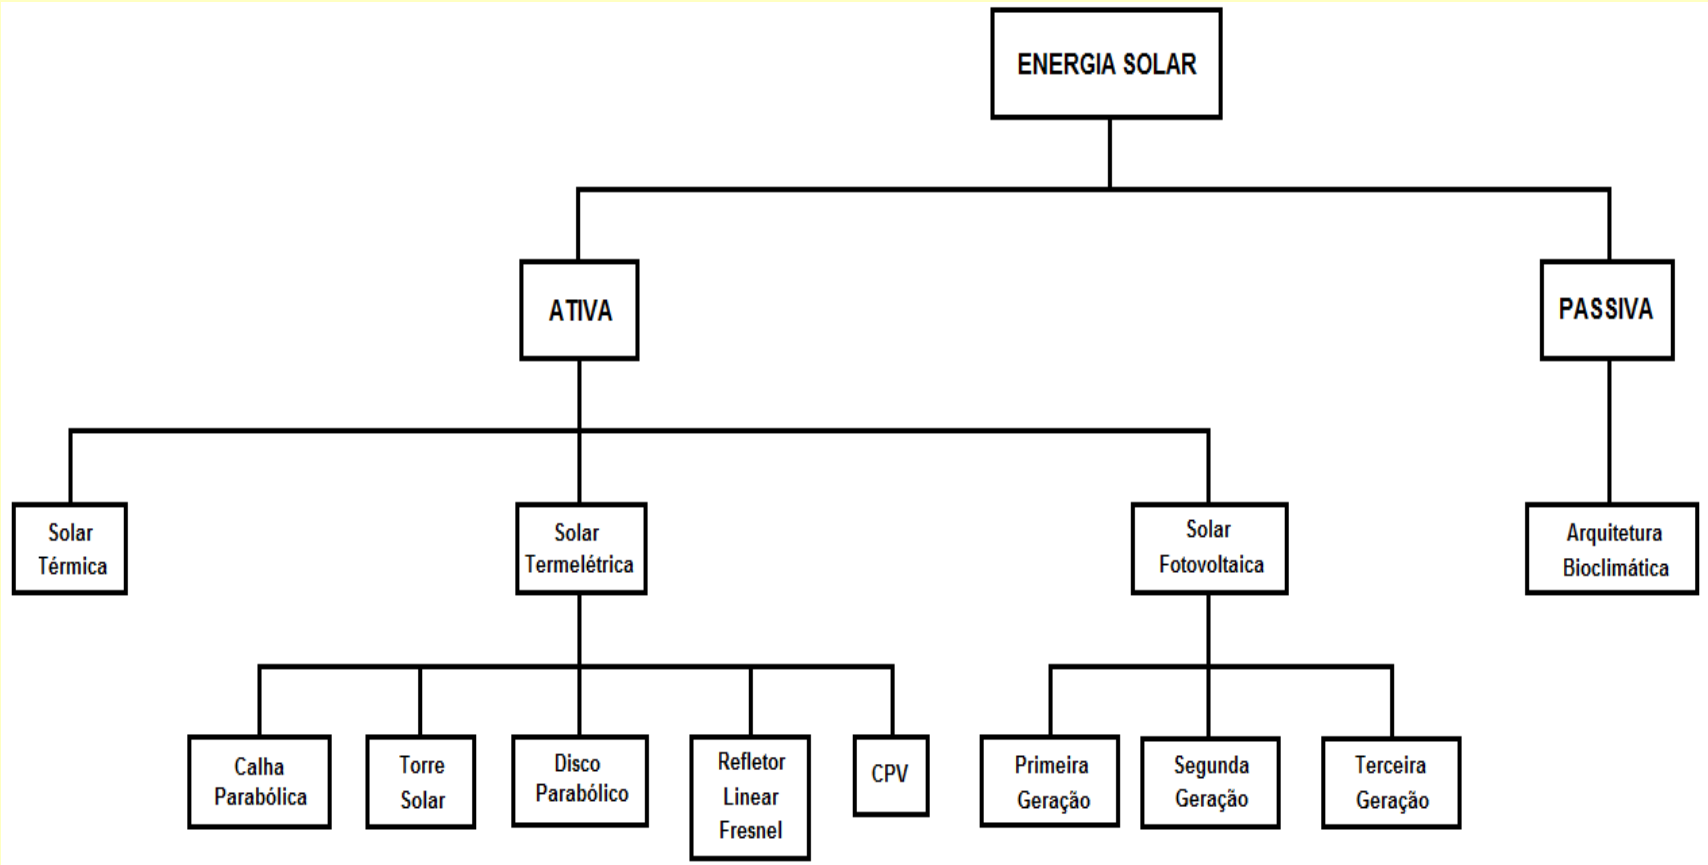 ENERGIA SOLAR
ATIVA
PASSIVA
Solar
Térmica
Solar
Termelétrica
Solar
Fotovoltaica
Arquitetura
Bioclimática
Calha
Parabólica
Torre
Solar
Disco
Parabólico
Refletor
Linear
Fresnel
CPV
Primeira
Geração
Segunda
Geração
Terceira
Geração